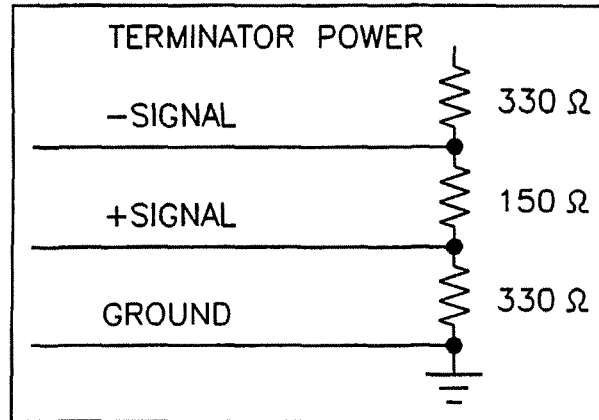 TERMINATOR POWER
330 Ω
−SIGNAL
150 Ω
+SIGNAL
330 Ω
GROUND